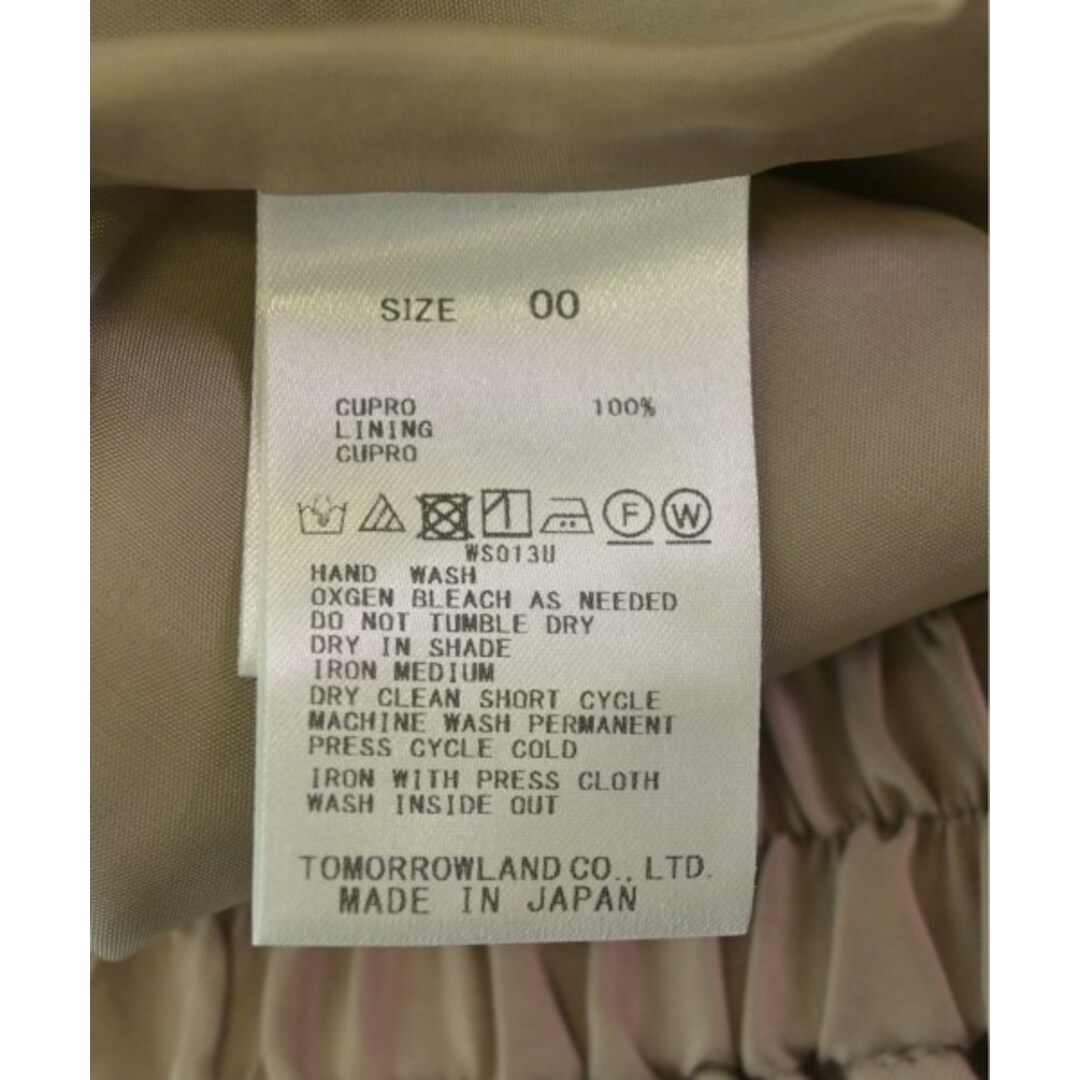 SIZE 00
CUPRO 100%
LINING
CUPRO
F W
WS013U
HAND WASH
OXGEN BLEACH AS NEEDED
DO NOT TUMBLE DRY
DRY IN SHADE
IRON MEDIUM
DRY CLEAN SHORT CYCLE
MACHINE WASH PERMANENT
PRESS CYCLE COLD
IRON WITH PRESS CLOTH
WASH INSIDE OUT
TOMORROWLAND CO., LTD.
MADE IN JAPAN